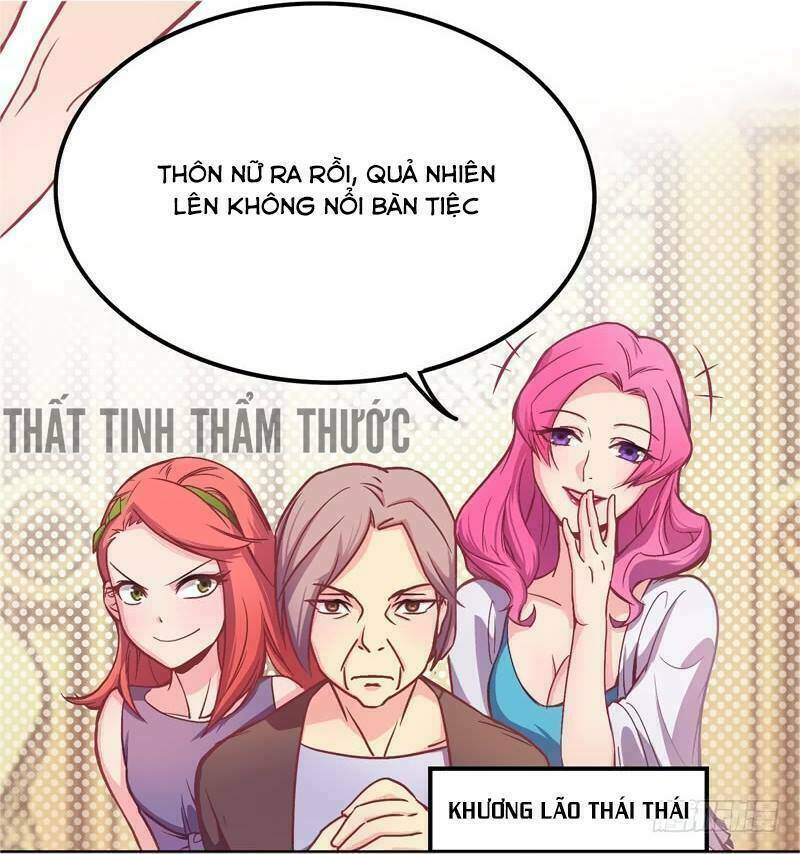 THÔN NỮ RA RỒI, QUẢ NHIÊN
LÊN KHÔNG NỔI BÀN TIỆC
THẤT TINH THẨM THƯỚC
KHƯƠNG LÃO THÁI THÁI